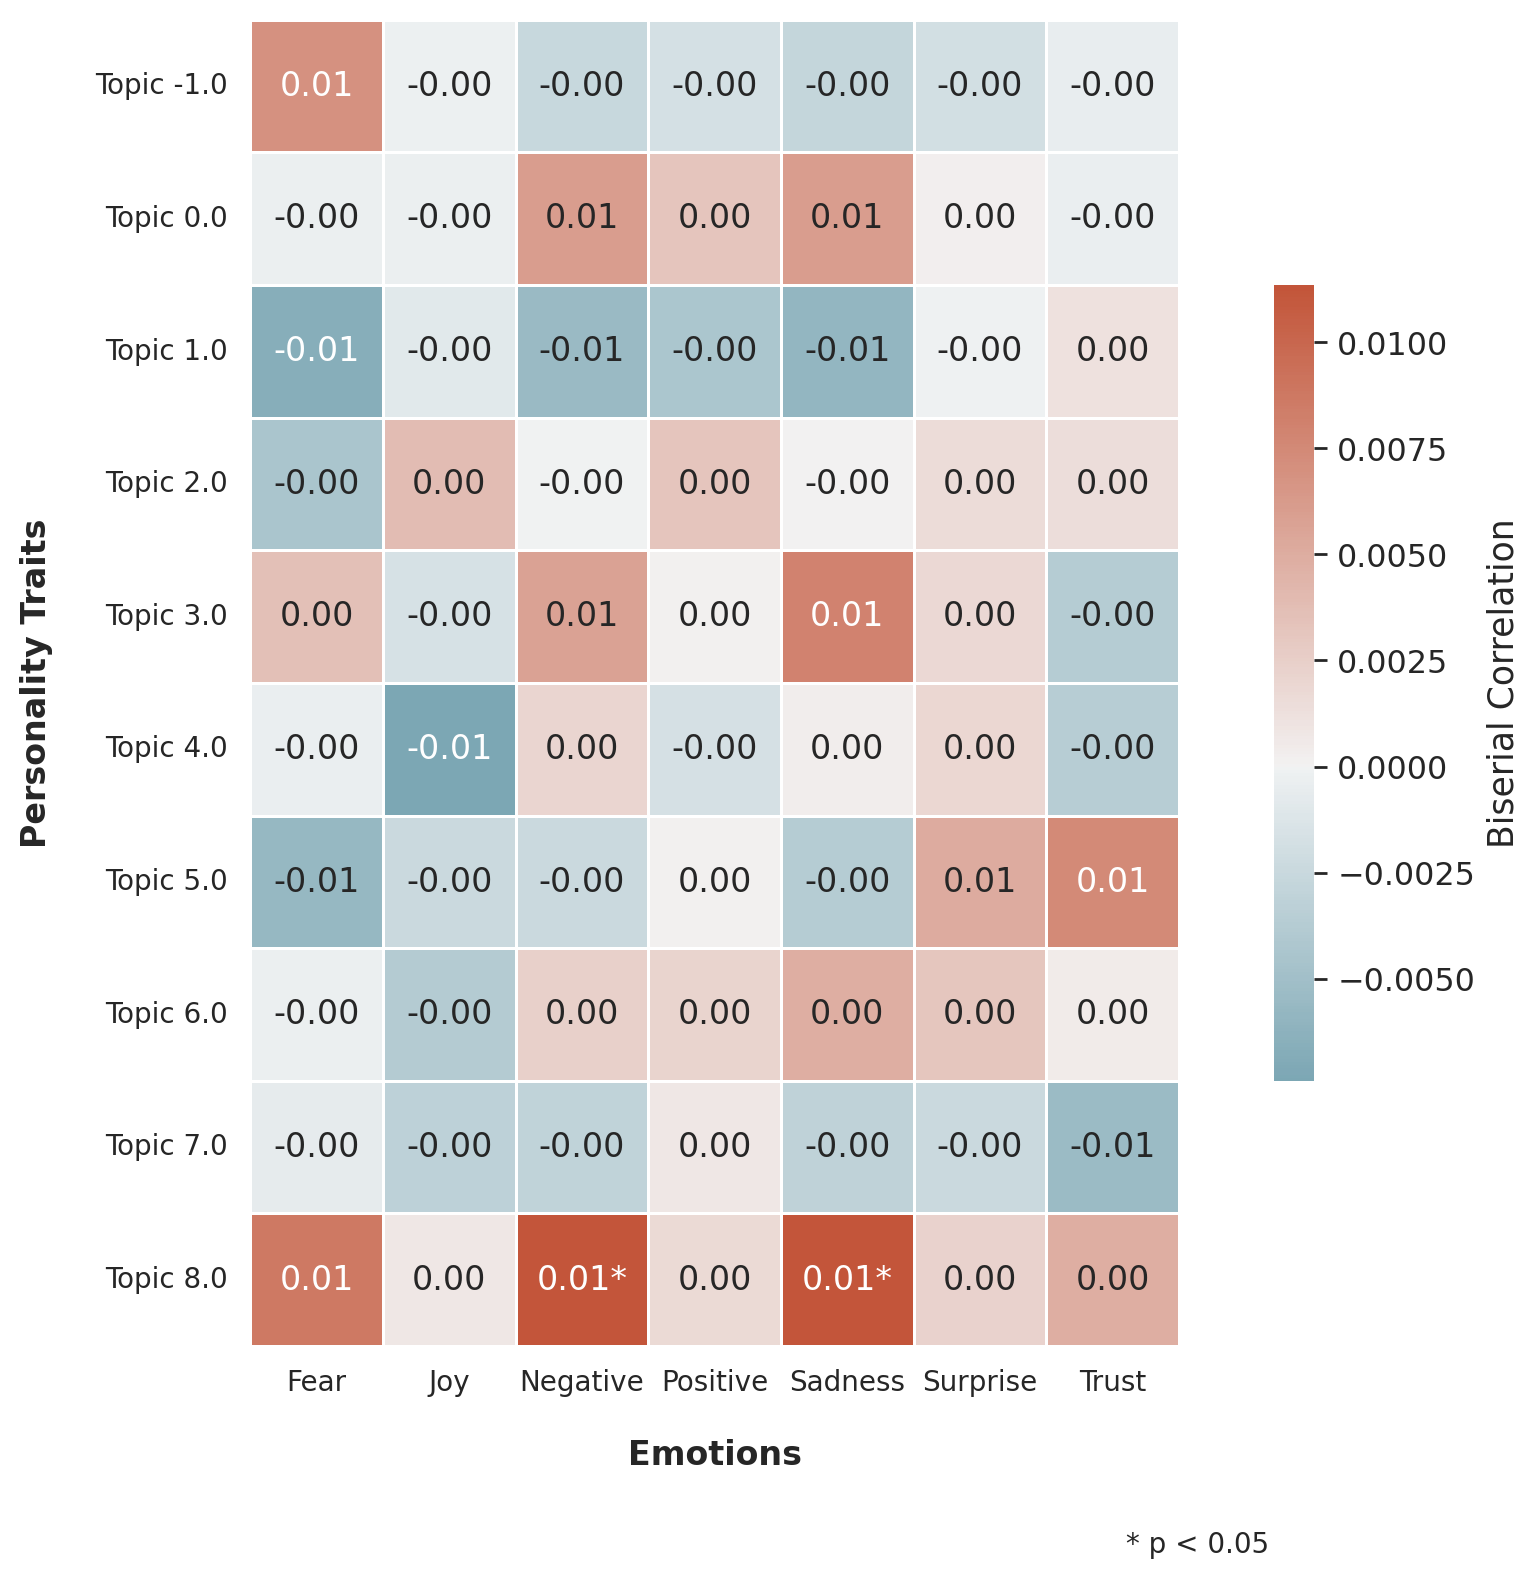 Topic -1.0 0.01 -0.00 -0.00 -0.00 -0.00 -0.00 -0.00
Topic 0.0 -0.00 -0.00 0.01 0.00 0.01 0.00 -0.00
Topic 1.0 -0.01 -0.00 -0.01 -0.00 -0.01 -0.00 0.00
Topic 2.0 -0.00 0.00 -0.00 0.00 -0.00 0.00 0.00
Topic 3.0 0.00 -0.00 0.01 0.00 0.01 0.00 -0.00
Topic 4.0 -0.00 -0.01 0.00 -0.00 0.00 0.00 -0.00
Topic 5.0 -0.01 -0.00 -0.00 0.00 -0.00 0.01 0.01
Topic 6.0 -0.00 -0.00 0.00 0.00 0.00 0.00 0.00
Topic 7.0 -0.00 -0.00 -0.00 0.00 -0.00 -0.00 -0.01
Topic 8.0 0.01 0.00 0.01* 0.00 0.01* 0.00 0.00
Fear Joy Negative Positive Sadness Surprise Trust
Emotions
Personality Traits
0.0100
0.0075
0.0050
0.0025
0.0000
−0.0025
−0.0050
Biserial Correlation
* p < 0.05